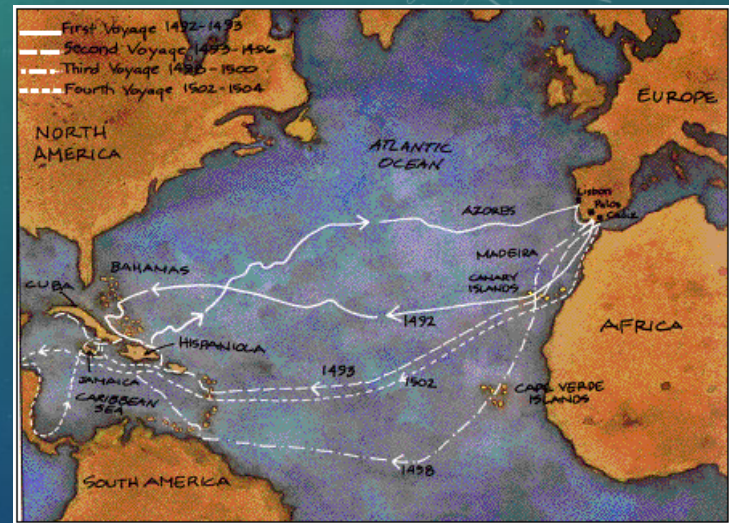 First Voyage 1492-1493
Second Voyage 1493-1496
Third Voyage 1498-1500
Fourth Voyage 1502-1504
NORTH
AMERICA
EUROPE
ATLANTIC
OCEAN
Lisbon
Palos
Cadiz
AZORES
MADEIRA
BAHAMAS
CANARY
ISLANDS
CUBA
1492
AFRICA
HISPANIOLA
1493
1502
JAMAICA
CARIBBEAN
SEA
CAPE VERDE
ISLANDS
1498
SOUTH AMERICA